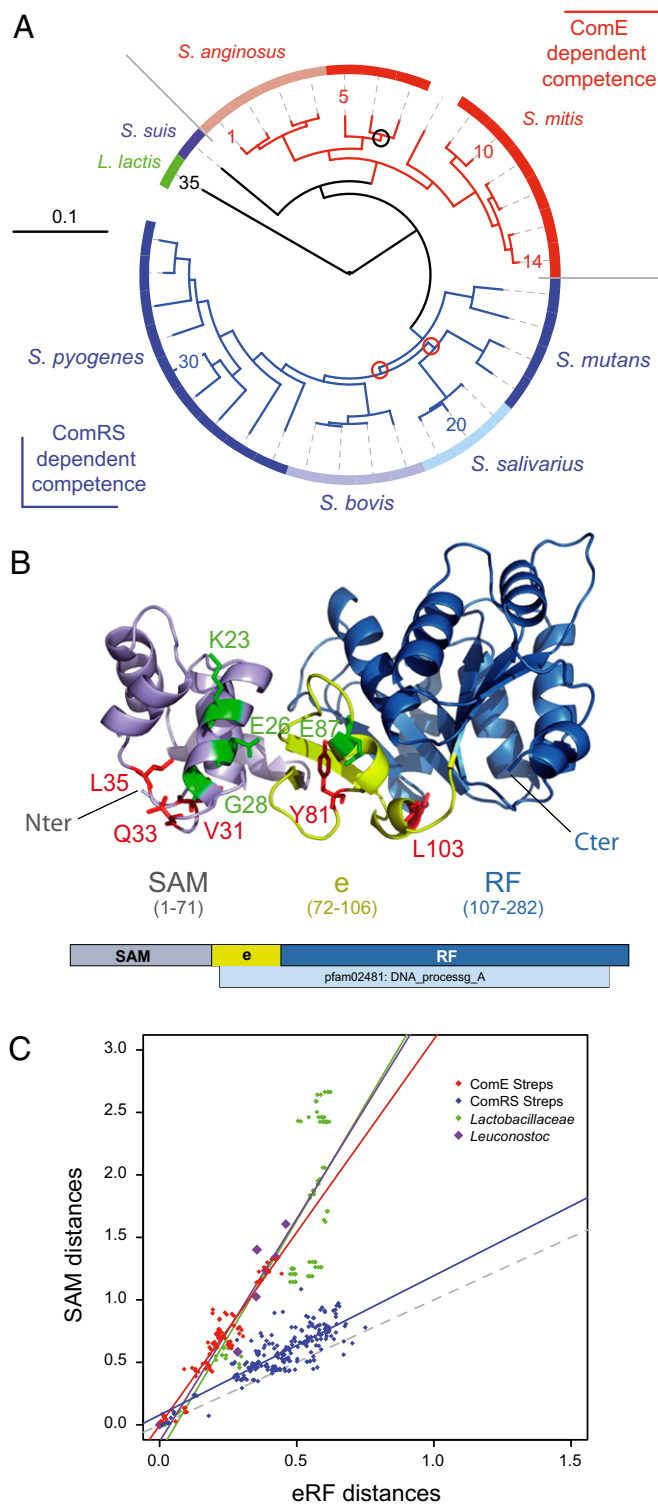 A
ComE
dependent
competence
S. anginosus
S. mitis
S. suis
L. lactis
1
5
10
14
35
0.1
S. pyogenes
30
20
S. mutans
S. salivarius
S. bovis
ComRS
dependent
competence
B
K23
E26
E87
L35
Nter
G28
Q33
V31
Y81
L103
Cter
SAM
e
RF
(1-71)
(72-106)
(107-282)
SAM
e
RF
pfam02481: DNA_processg_A
C
3.0
2.5
2.0
1.5
1.0
0.5
0.0
SAM distances
ComE Streps
ComRS Streps
Lactobacillaceae
Leuconostoc
0.0
0.5
1.0
1.5
eRF distances